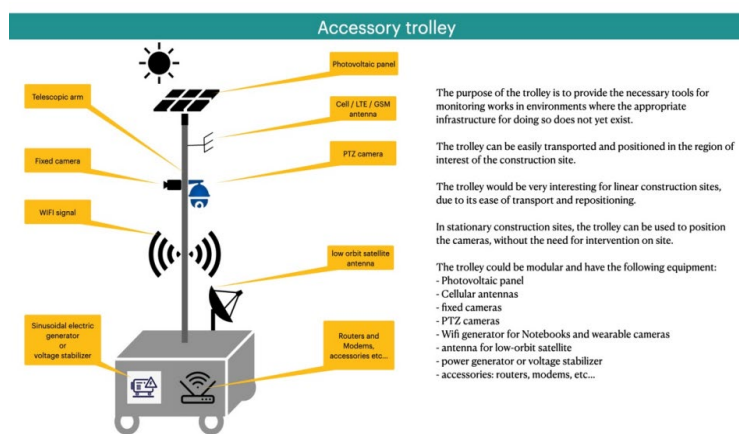 Accessory trolley
Photovoltaic panel
Telescopic arm
Cell / LTE / GSM
antenna
Fixed camera
PTZ camera
WIFI signal
low orbit satellite
antenna
Sinusoidal electric
generator
or
voltage stabilizer
Routers and
Modems,
accessories etc...
The purpose of the trolley is to provide the necessary tools for
monitoring works in environments where the appropriate
infrastructure for doing so does not yet exist.
The trolley can be easily transported and positioned in the region of
interest of the construction site.
The trolley would be very interesting for linear construction sites,
due to its ease of transport and repositioning.
In stationary construction sites, the trolley can be used to position
the cameras, without the need for intervention on site.
The trolley could be modular and have the following equipment:
- Photovoltaic panel
- Cellular antennas
- fixed cameras
- PTZ cameras
- Wifi generator for Notebooks and wearable cameras
- antenna for low-orbit satellite
- power generator or voltage stabilizer
- accessories: routers, modems, etc...